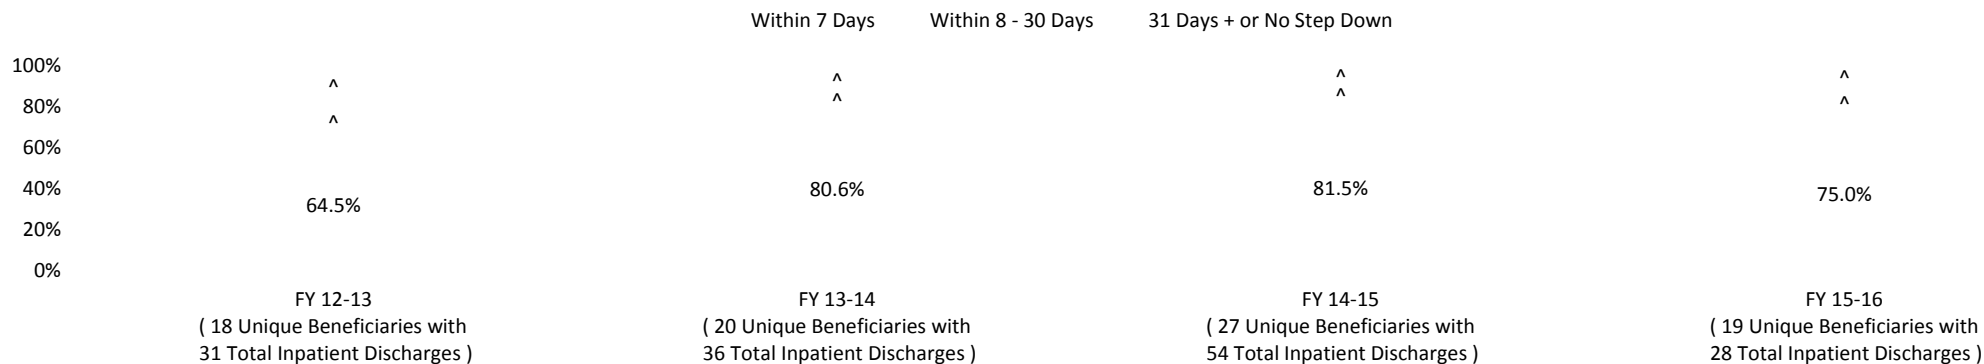 Within 7 Days Within 8 - 30 Days 31 Days + or No Step Down
100%
80%
60%
40%
20%
0%
^
^
64.5%
^
^
80.6%
^
^
81.5%
^
^
75.0%
FY 12-13
( 18 Unique Beneficiaries with
31 Total Inpatient Discharges )
FY 13-14
( 20 Unique Beneficiaries with
36 Total Inpatient Discharges )
FY 14-15
( 27 Unique Beneficiaries with
54 Total Inpatient Discharges )
FY 15-16
( 19 Unique Beneficiaries with
28 Total Inpatient Discharges )